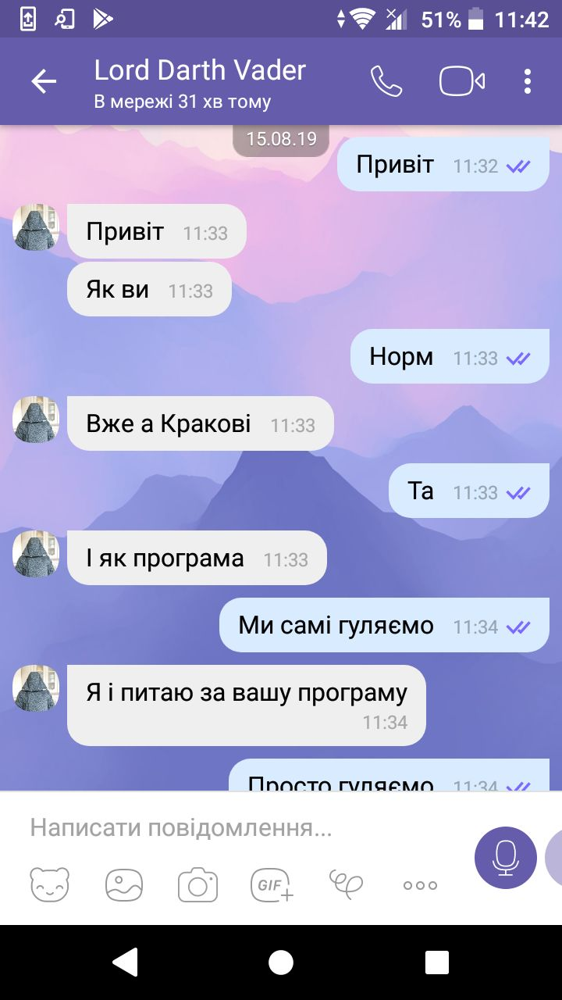 51% 11:42
Lord Darth Vader
В мережі 31 хв тому
15.08.19
Привіт 11:32
Привіт 11:33
Як ви 11:33
Норм 11:33
Вже а Кракові 11:33
Та 11:33
І як програма 11:33
Ми самі гуляємо 11:34
Я і питаю за вашу програму
11:34
Просто гуляємо 11:34
Написати повідомлення...
GIF